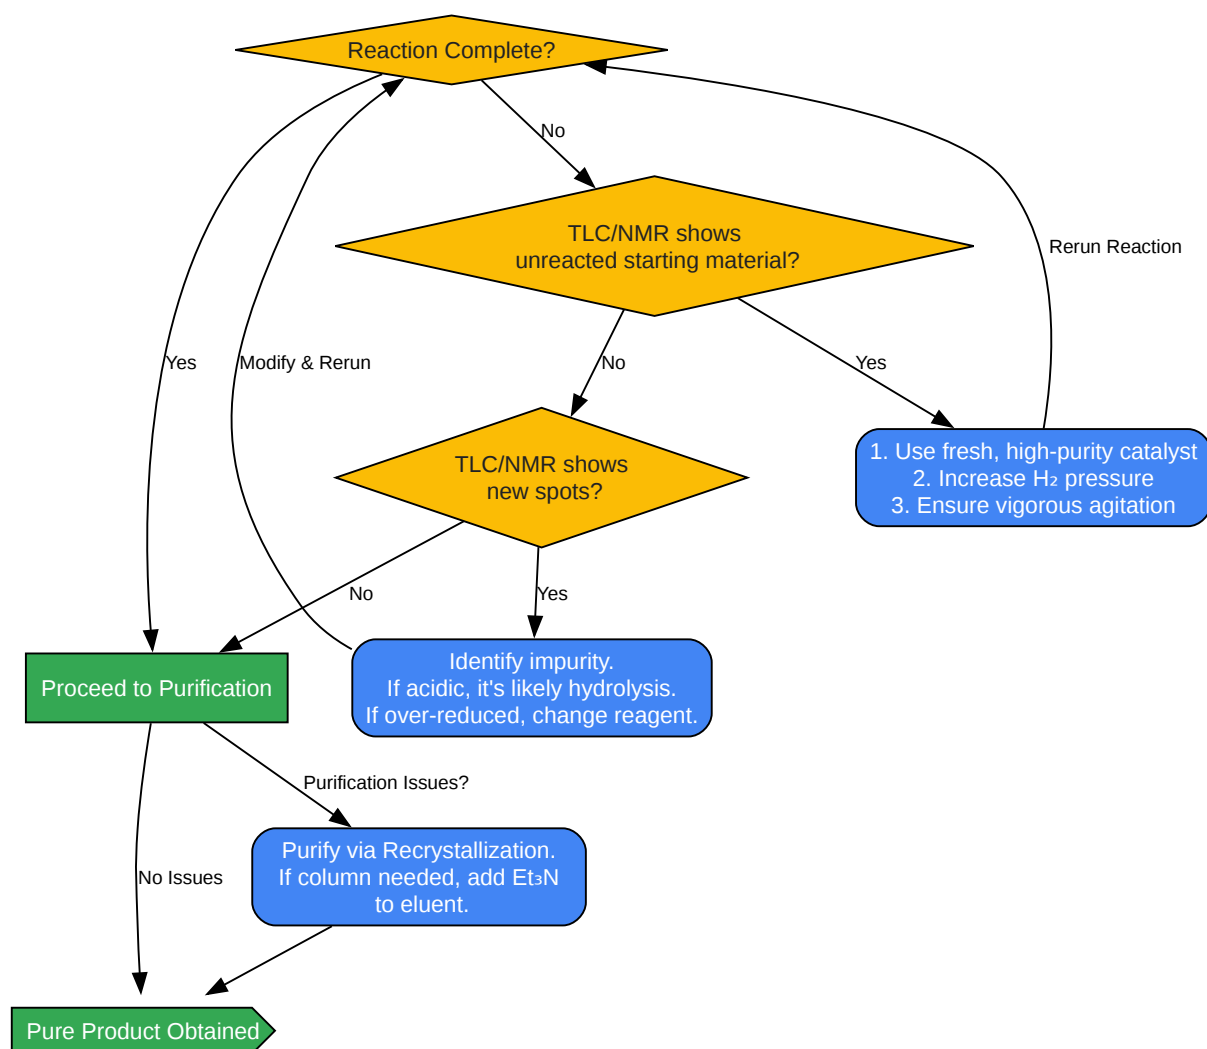 Reaction Complete?
No
TLC/NMR shows
unreacted starting material?
Rerun Reaction
Yes
Modify & Rerun
No
Yes
TLC/NMR shows
new spots?
1. Use fresh, high-purity catalyst
2. Increase H₂ pressure
3. Ensure vigorous agitation
No
Yes
Proceed to Purification
Identify impurity.
If acidic, it's likely hydrolysis.
If over-reduced, change reagent.
Purification Issues?
No Issues
Purify via Recrystallization.
If column needed, add Et₃N
to eluent.
Pure Product Obtained